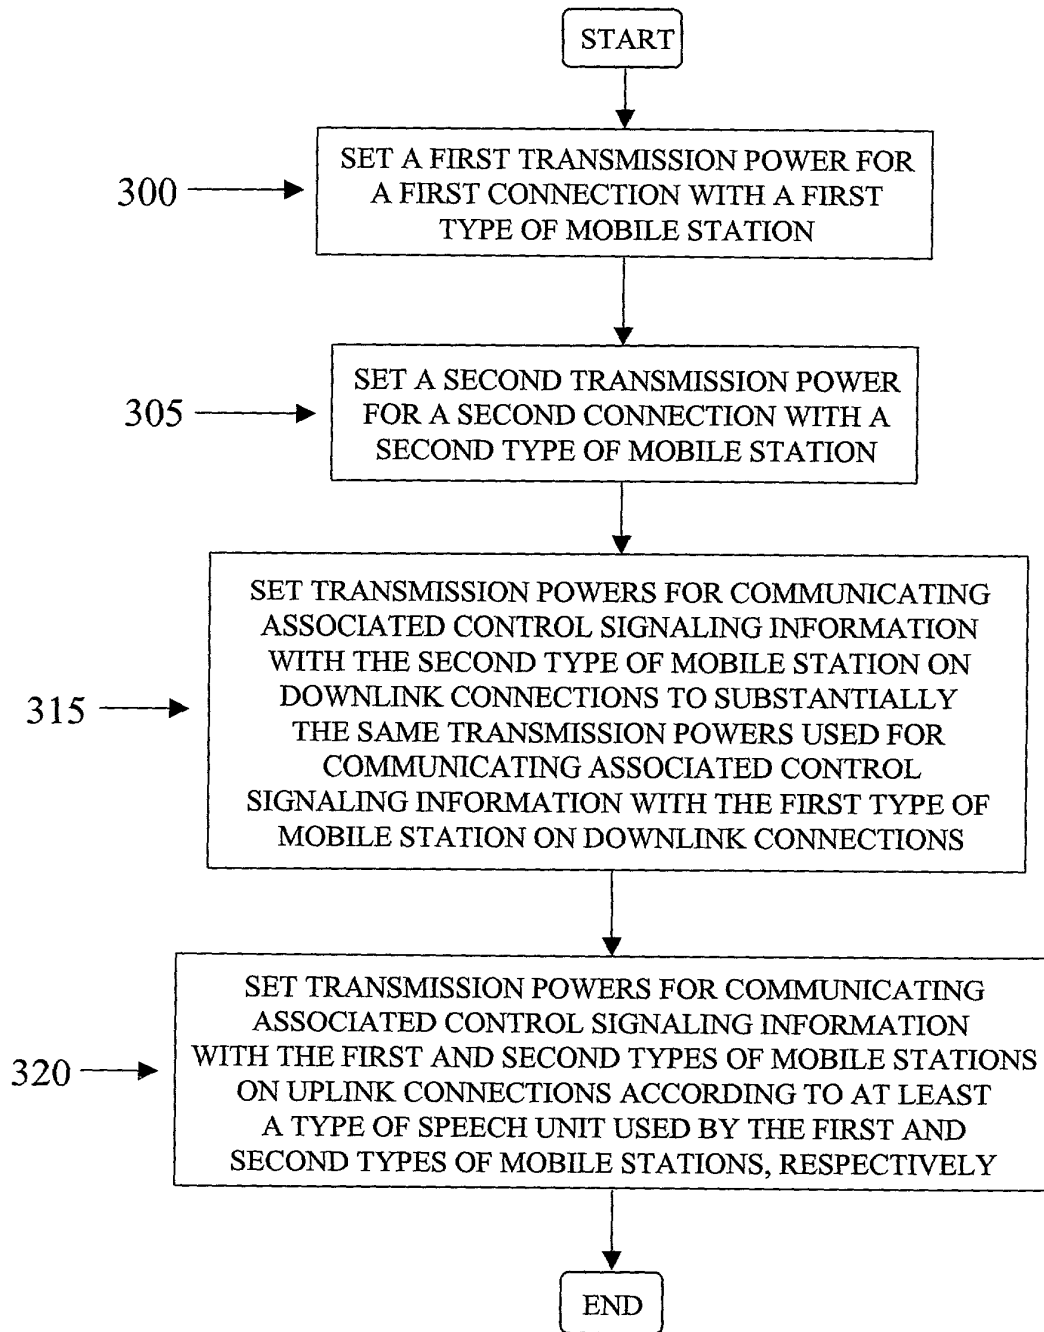 START
SET A FIRST TRANSMISSION POWER FOR
A FIRST CONNECTION WITH A FIRST
TYPE OF MOBILE STATION
300
SET A SECOND TRANSMISSION POWER
FOR A SECOND CONNECTION WITH A
SECOND TYPE OF MOBILE STATION
305
SET TRANSMISSION POWERS FOR COMMUNICATING
ASSOCIATED CONTROL SIGNALING INFORMATION
WITH THE SECOND TYPE OF MOBILE STATION ON
DOWNLINK CONNECTIONS TO SUBSTANTIALLY
THE SAME TRANSMISSION POWERS USED FOR
COMMUNICATING ASSOCIATED CONTROL
SIGNALING INFORMATION WITH THE FIRST TYPE OF
MOBILE STATION ON DOWNLINK CONNECTIONS
315
SET TRANSMISSION POWERS FOR COMMUNICATING
ASSOCIATED CONTROL SIGNALING INFORMATION
WITH THE FIRST AND SECOND TYPES OF MOBILE STATIONS
ON UPLINK CONNECTIONS ACCORDING TO AT LEAST
A TYPE OF SPEECH UNIT USED BY THE FIRST AND
SECOND TYPES OF MOBILE STATIONS, RESPECTIVELY
320
END